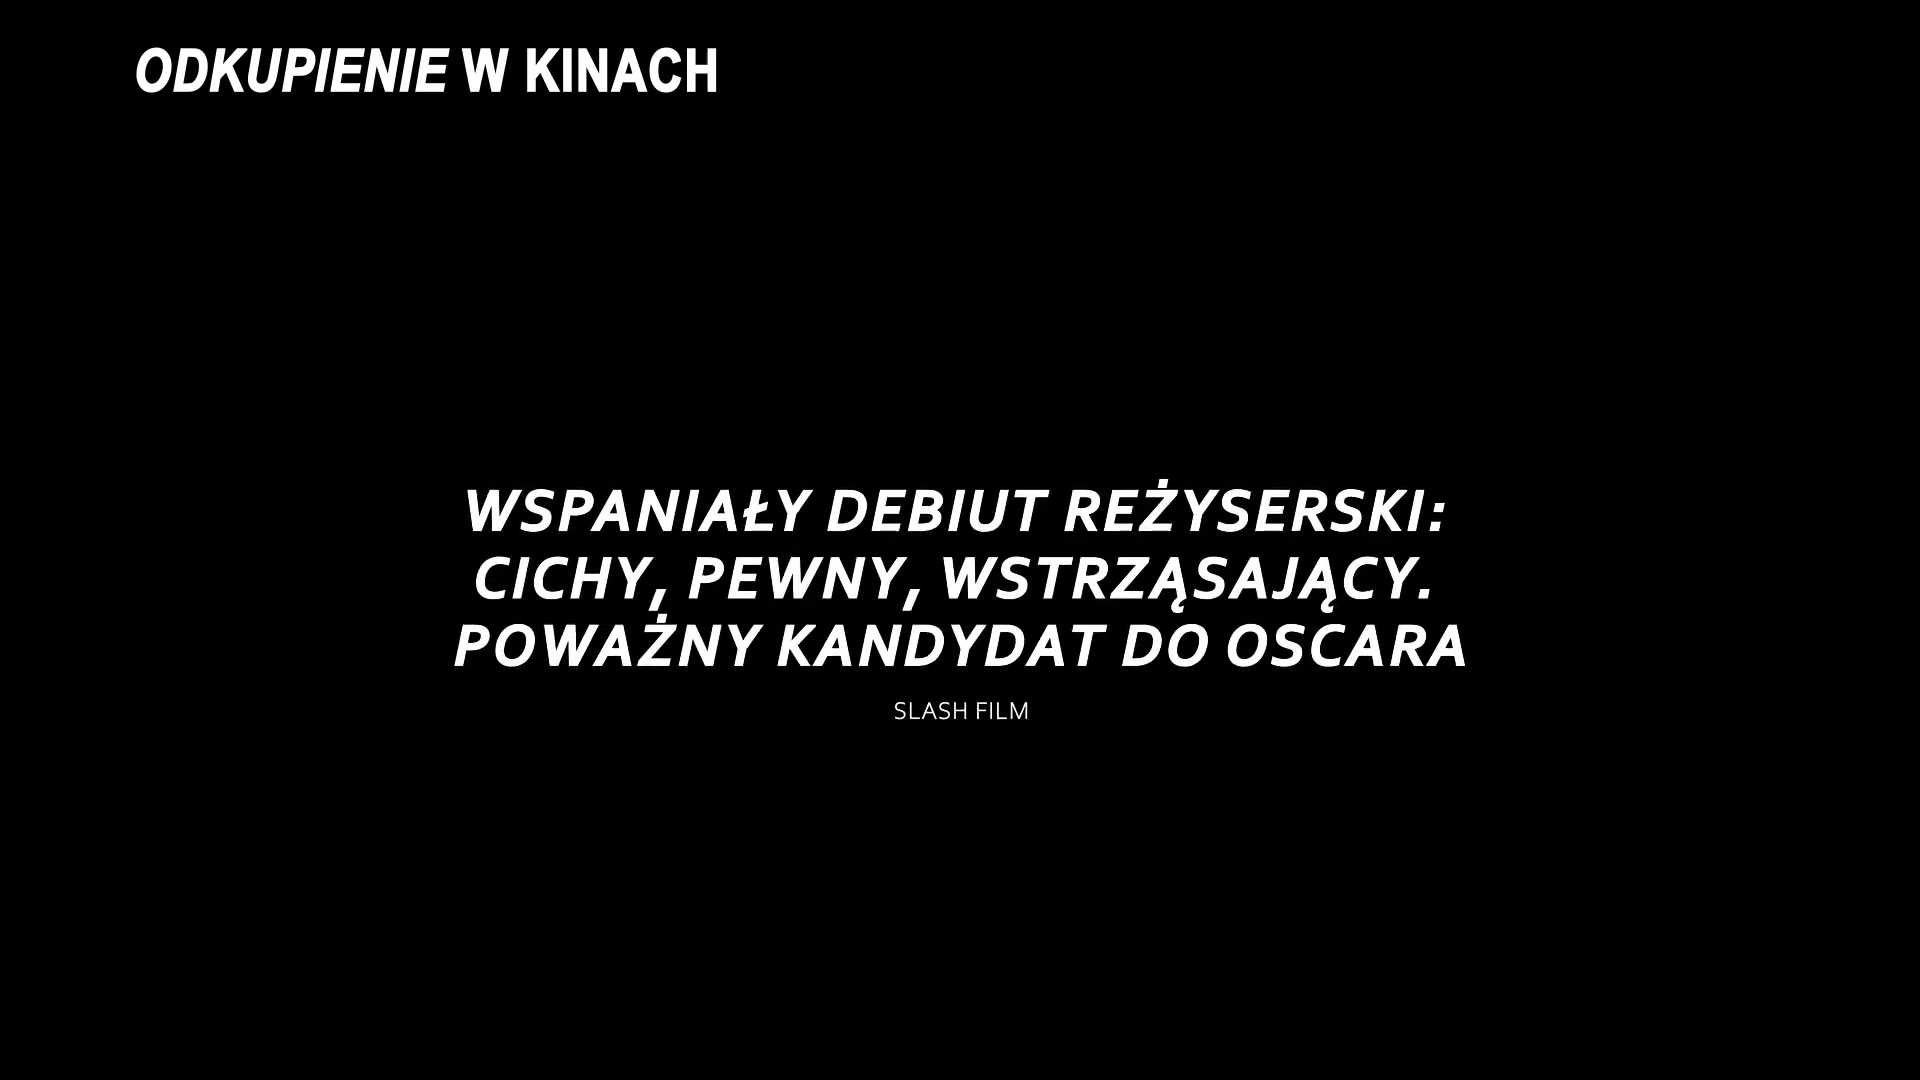 ODKUPIENIE W KINACH
WSPANIAŁY DEBIUT REŻYSERSKI:
CICHY, PEWNY, WSTRZĄSAJĄCY.
POWAŻNY KANDYDAT DO OSCARA
SLASH FILM